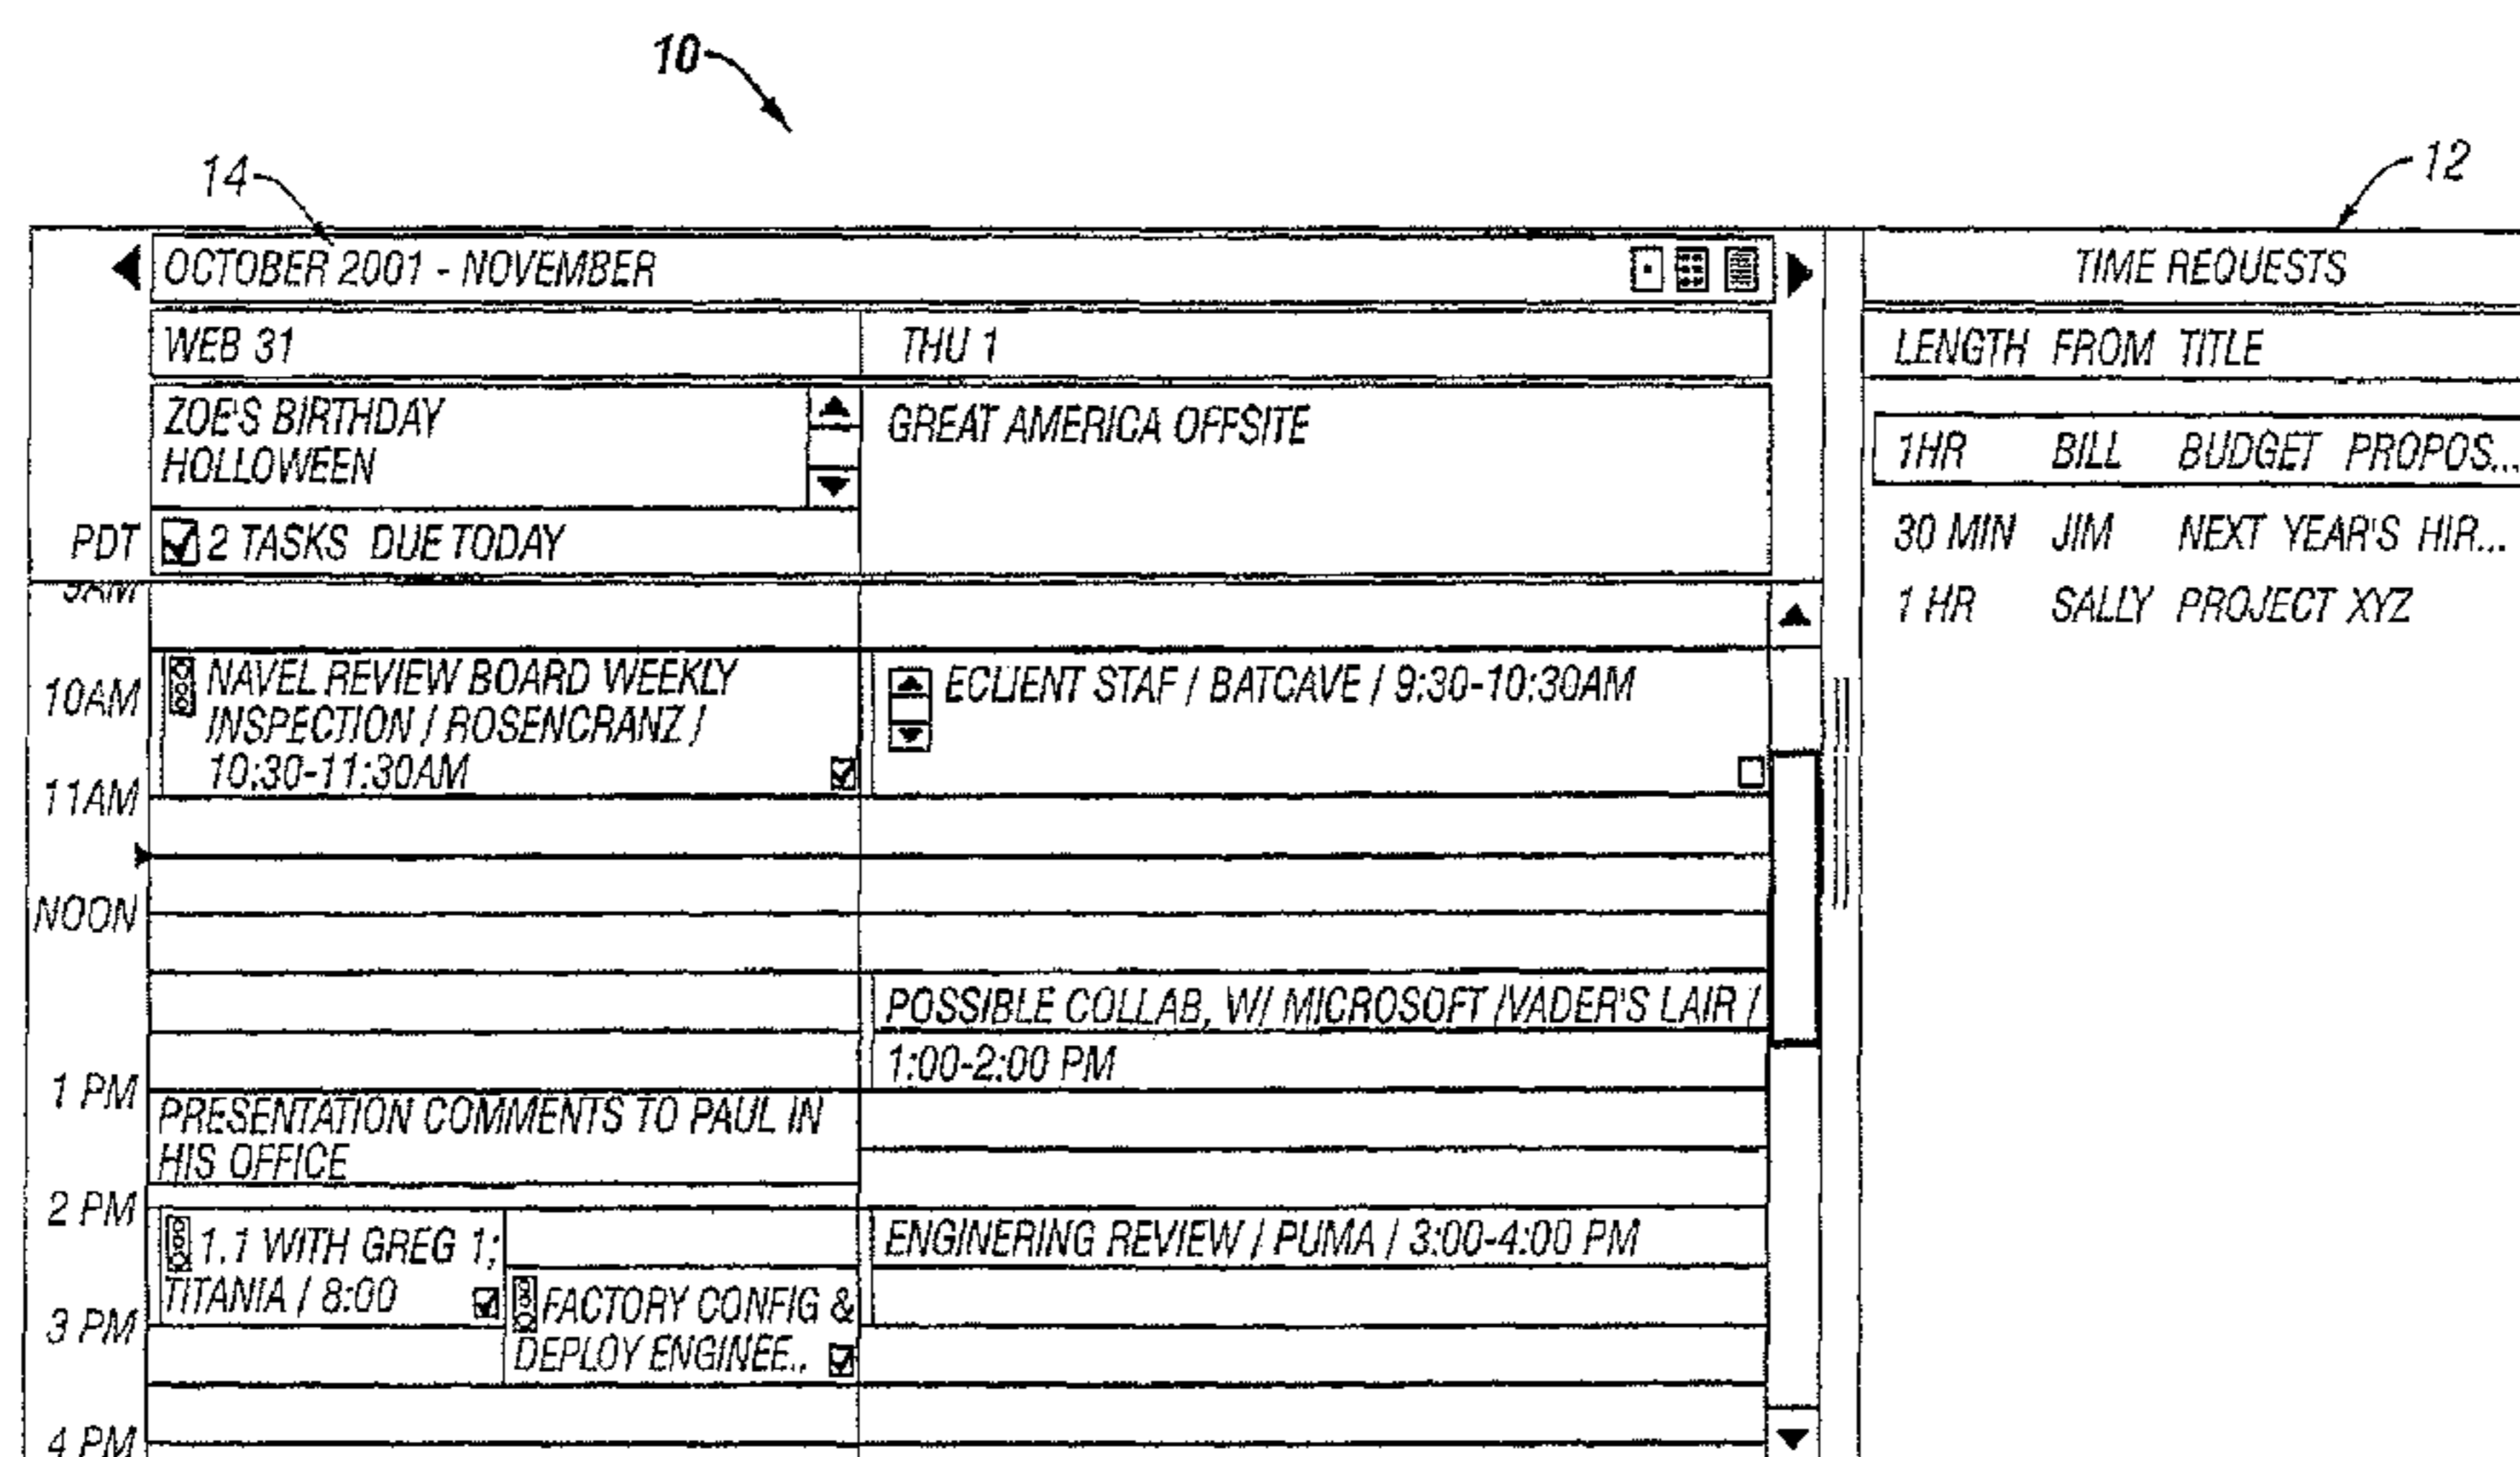 10
14
12
OCTOBER 2001 - NOVEMBER
WEB 31
THU 1
ZOE'S BIRTHDAY
HOLLOWEEN
GREAT AMERICA OFFSITE
PDT
2 TASKS DUE TODAY
10AM
NAVEL REVIEW BOARD WEEKLY
INSPECTION / ROSENCRANZ /
10:30-11:30AM
ECLIENT STAF / BATCAVE / 9:30-10:30AM
11AM
NOON
POSSIBLE COLLAB, W/ MICROSOFT /VADER'S LAIR /
1:00-2:00 PM
1 PM
PRESENTATION COMMENTS TO PAUL IN
HIS OFFICE
2 PM
1.1 WITH GREG 1;
TITANIA / 8:00
ENGINERING REVIEW / PUMA / 3:00-4:00 PM
3 PM
FACTORY CONFIG &
DEPLOY ENGINEE..
4 PM
TIME REQUESTS
LENGTH FROM TITLE
1HR BILL BUDGET PROPOS...
30 MIN JIM NEXT YEAR'S HIR...
1 HR SALLY PROJECT XYZ